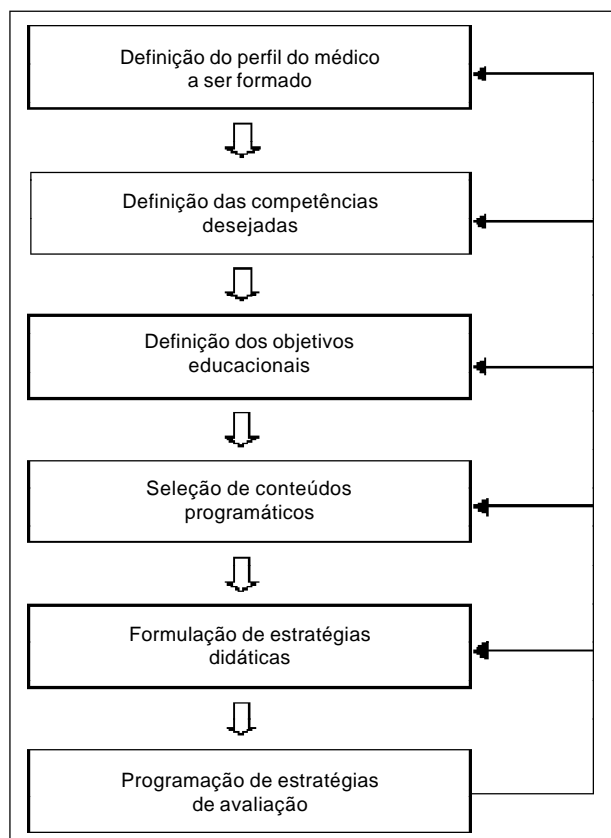 Definição do perfil do médico
a ser formado
Definição das competências
desejadas
Definição dos objetivos
educacionais
Seleção de conteúdos
programáticos
Formulação de estratégias
didáticas
Programação de estratégias
de avaliação